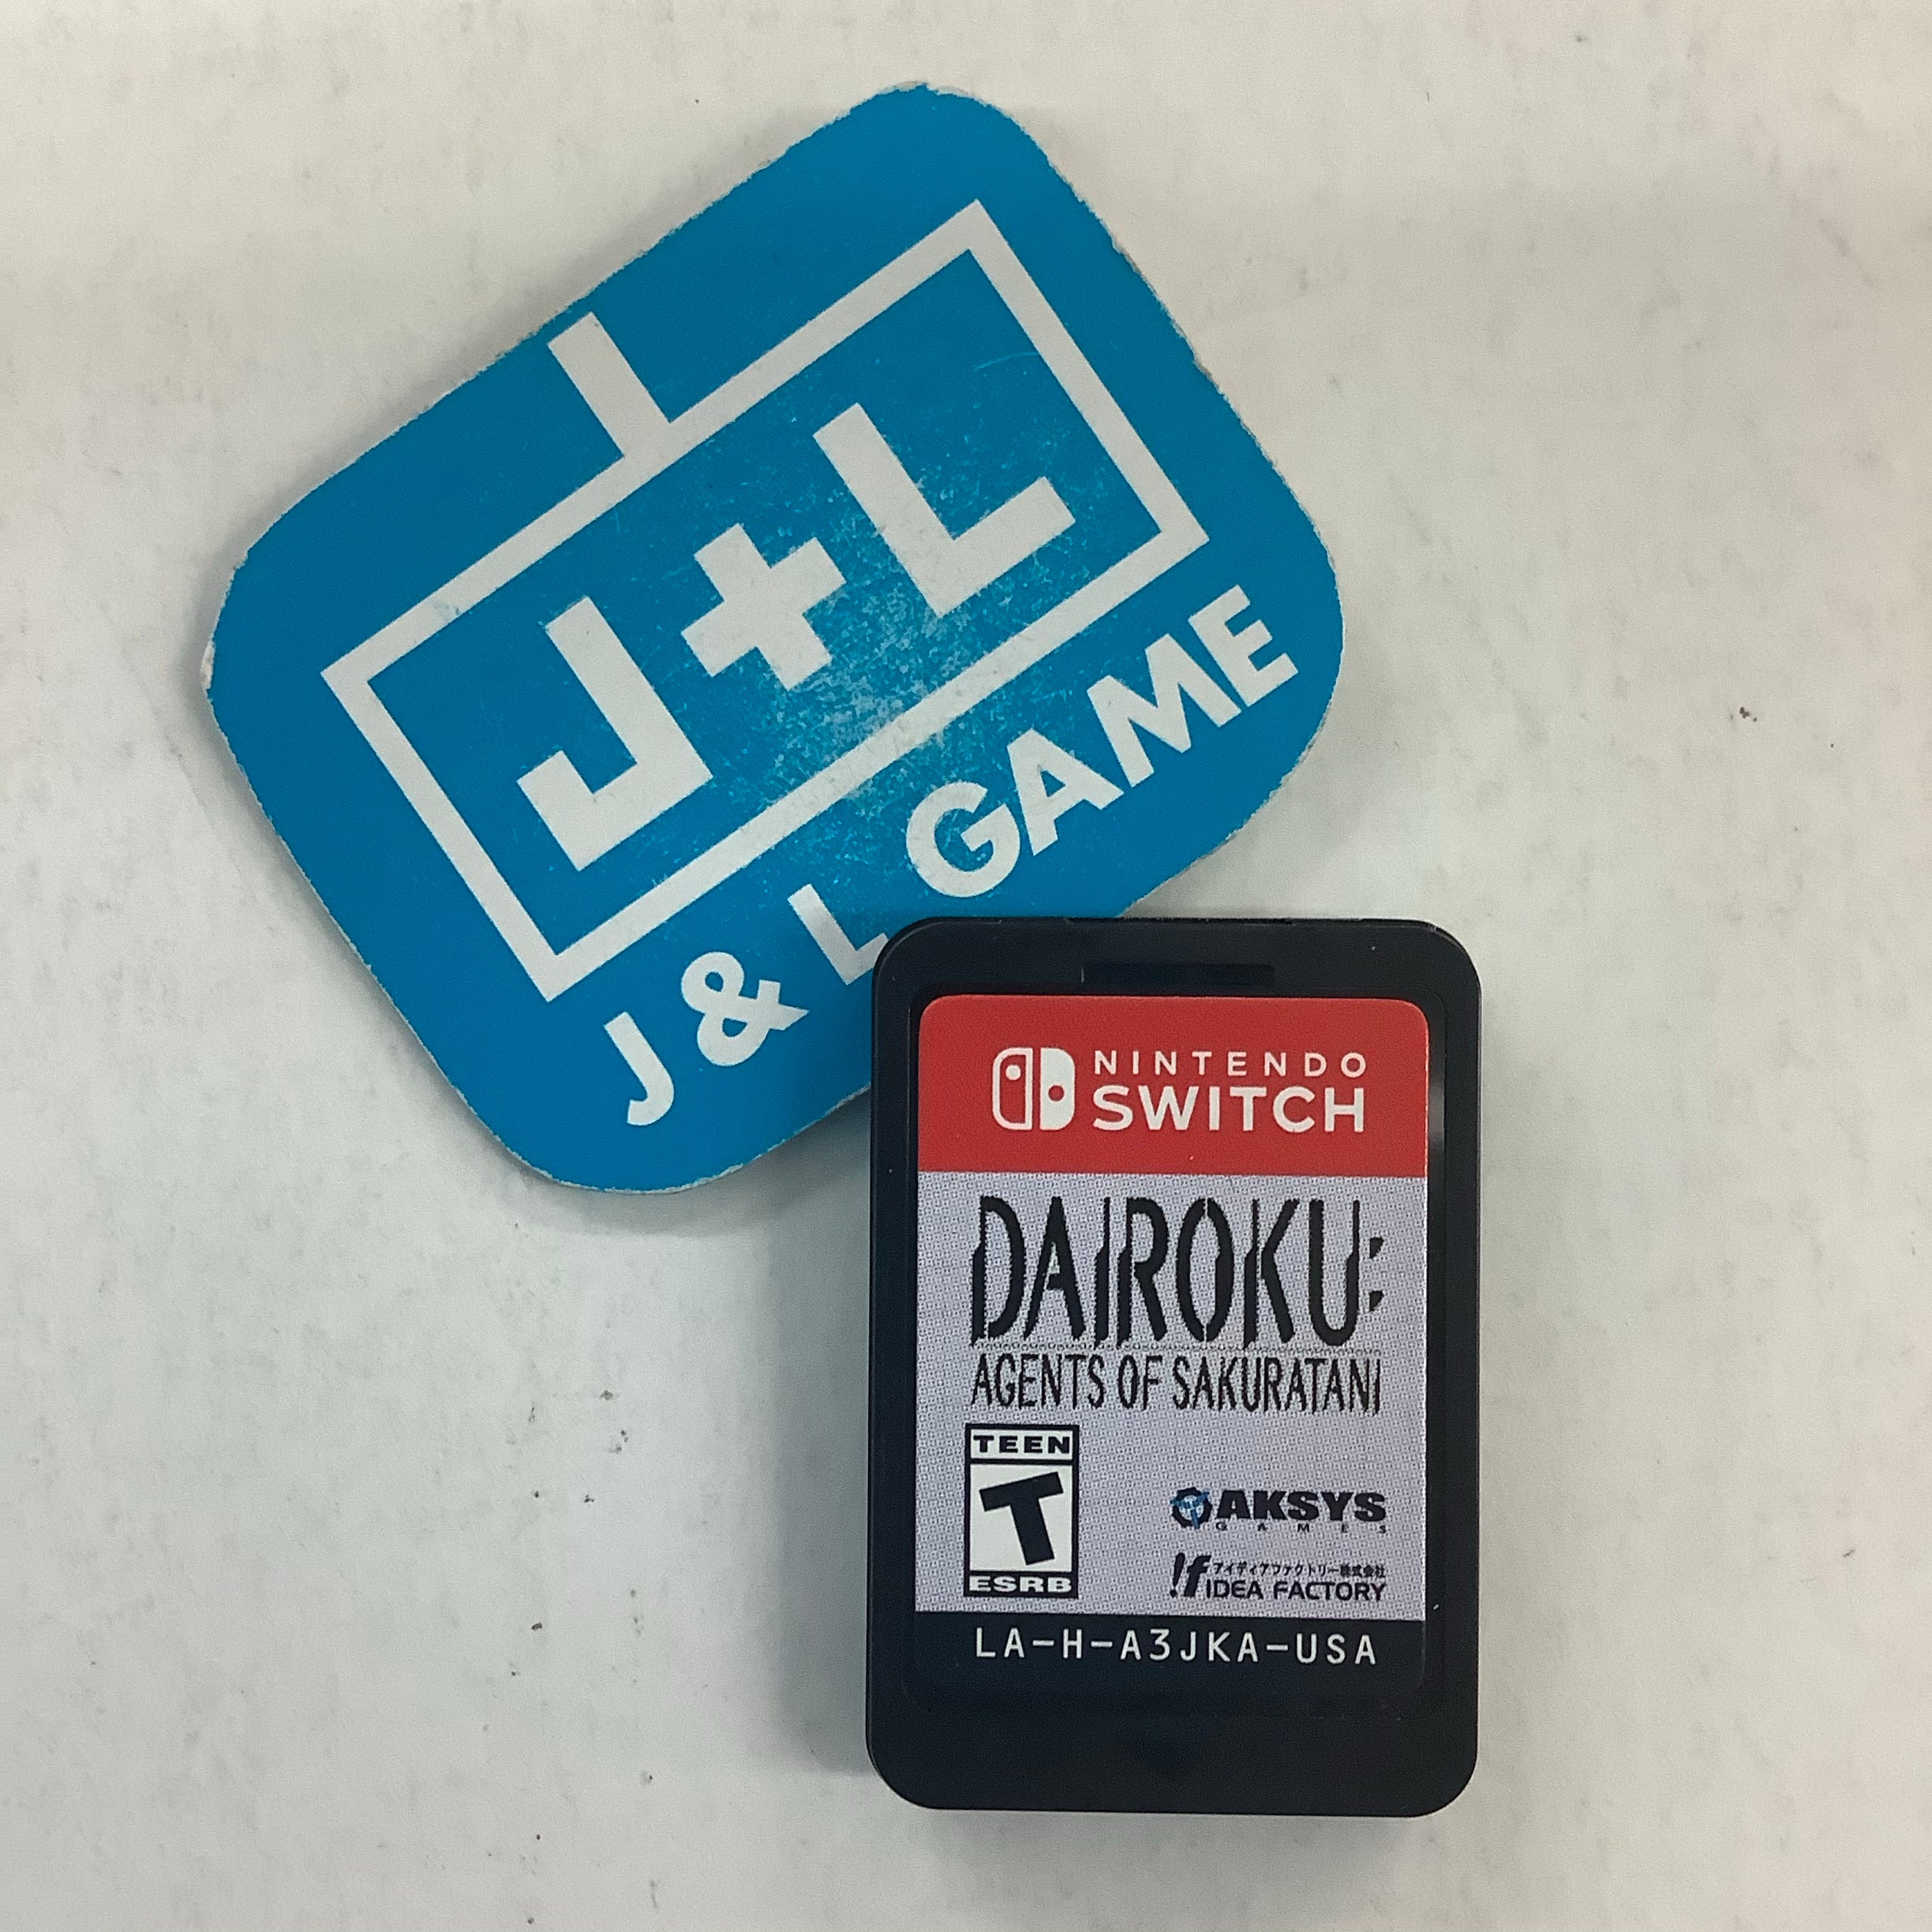 J+L
J & L GAME
NINTENDO
SWITCH
DAIROKU:
AGENTS OF SAKURATANI
TEEN
T
ESRB
AKSYS
GAMES
!f アイディアファクトリー株式会社
IDEA FACTORY
LA-H-A3JKA-USA